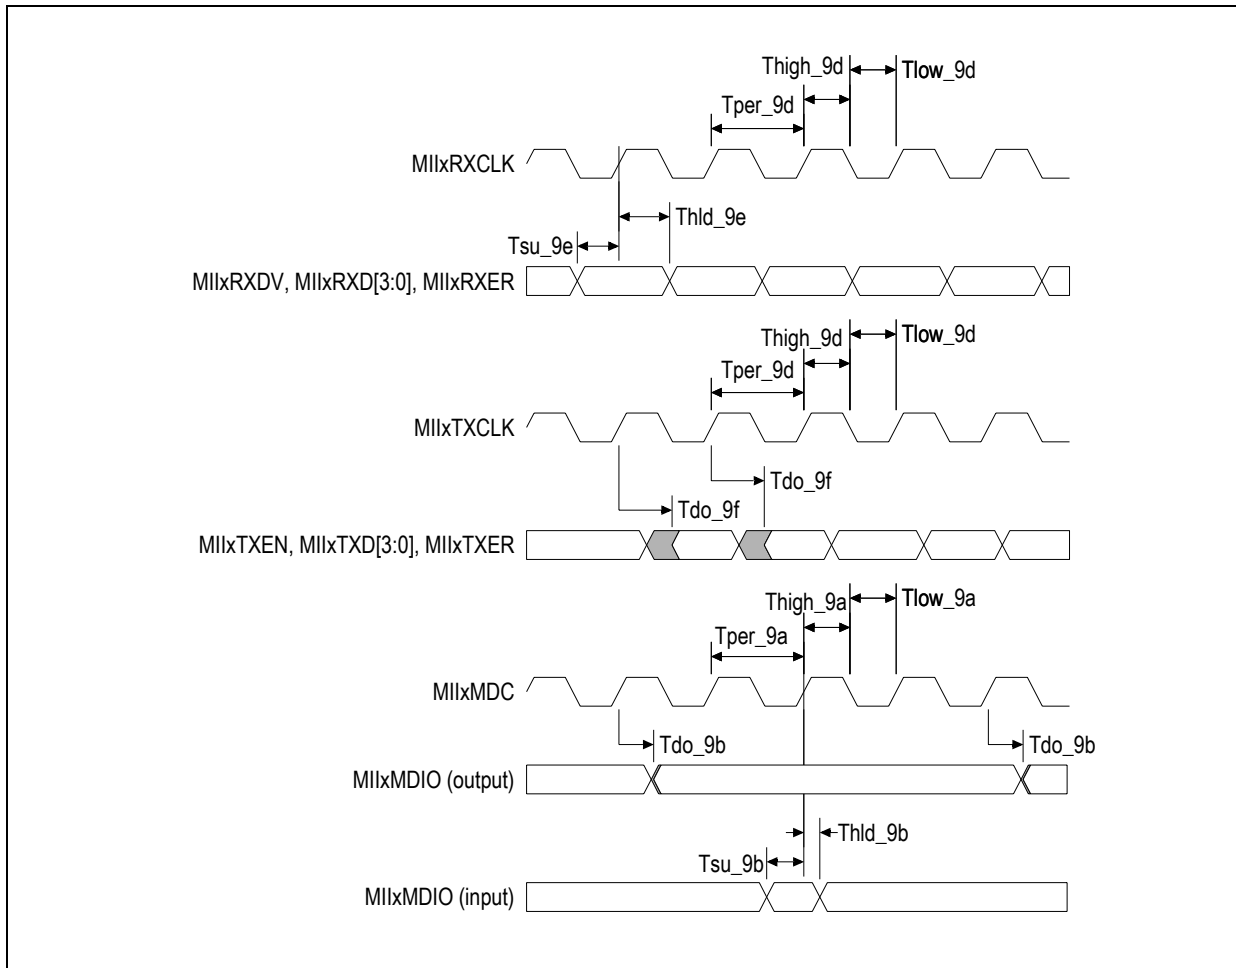 Thigh_9d
Tlow_9d
Tper_9d
MIIxRXCLK
Thld_9e
Tsu_9e
MIIxRXDV, MIIxRXD[3:0], MIIxRXER
Thigh_9d
Tlow_9d
Tper_9d
MIIxTXCLK
Tdo_9f
Tdo_9f
MIIxTXEN, MIIxTXD[3:0], MIIxTXER
Thigh_9a
Tlow_9a
Tper_9a
MIIxMDC
Tdo_9b
Tdo_9b
MIIxMDIO (output)
Thld_9b
Tsu_9b
MIIxMDIO (input)